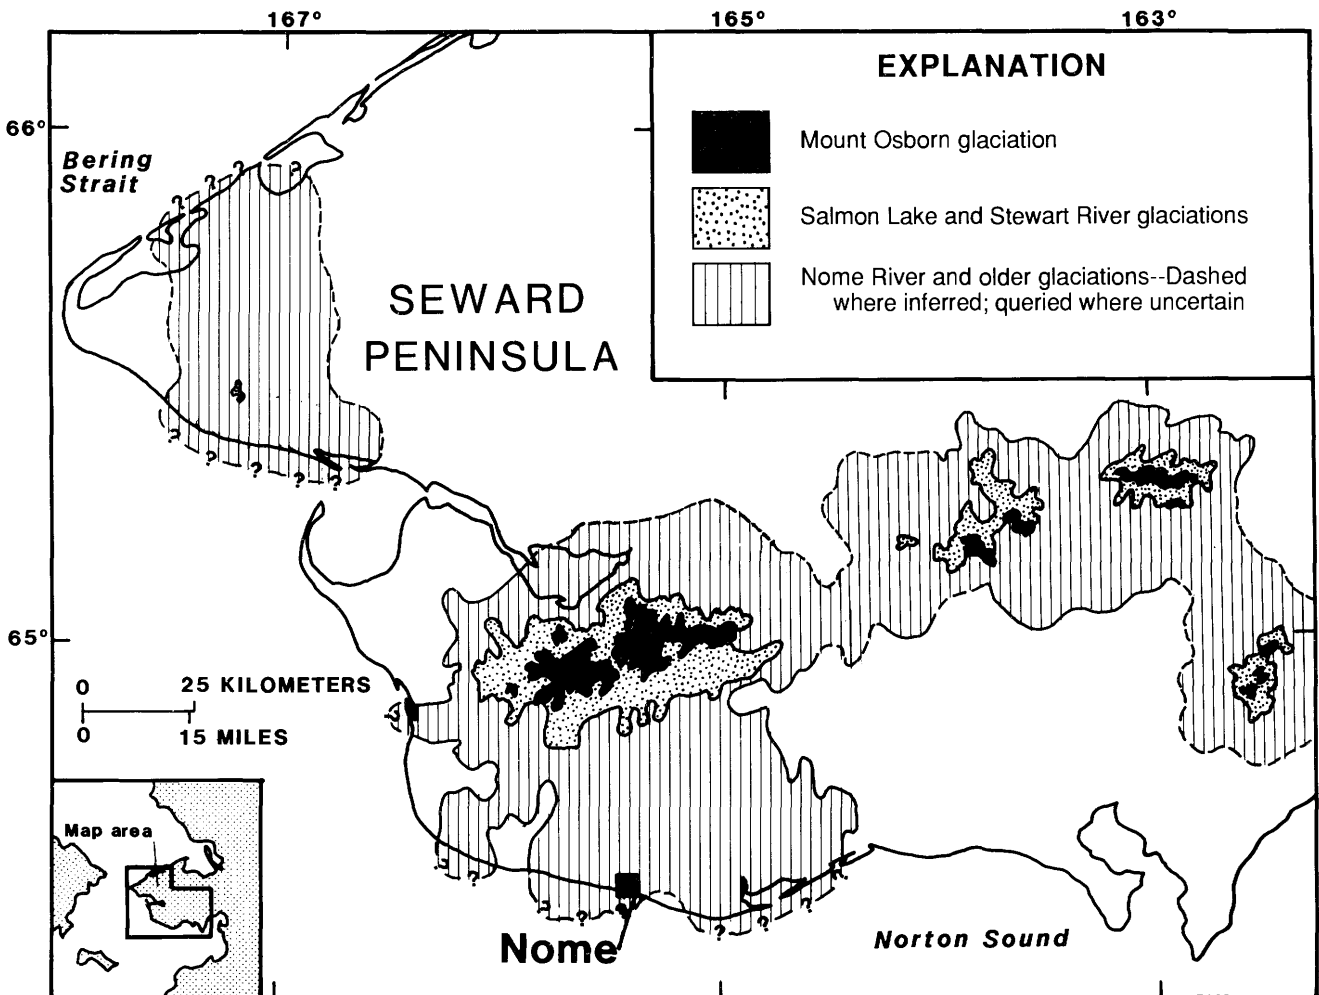 167°
165°
163°
66°
Bering
Strait
EXPLANATION
Mount Osborn glaciation
Salmon Lake and Stewart River glaciations
Nome River and older glaciations--Dashed
where inferred; queried where uncertain
SEWARD
PENINSULA
? ? ? ?
? ? ? ? ?
65°
0 25 KILOMETERS
0 15 MILES
Map area
?
? ? ? ? ?
Nome
Norton Sound